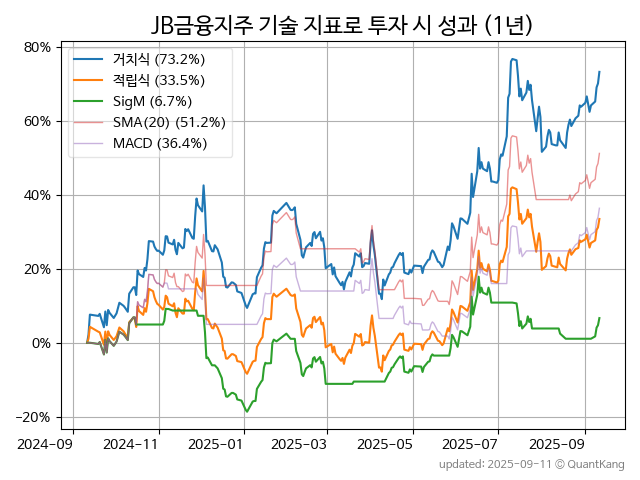 JB금융지주 기술 지표로 투자 시 성과 (1년)
80%
60%
40%
20%
0%
−20%
거치식 (73.2%)
적립식 (33.5%)
SigM (6.7%)
SMA(20) (51.2%)
MACD (36.4%)
2024-09 2024-11 2025-01 2025-03 2025-05 2025-07 2025-09
updated: 2025-09-11 ⓒ QuantKang